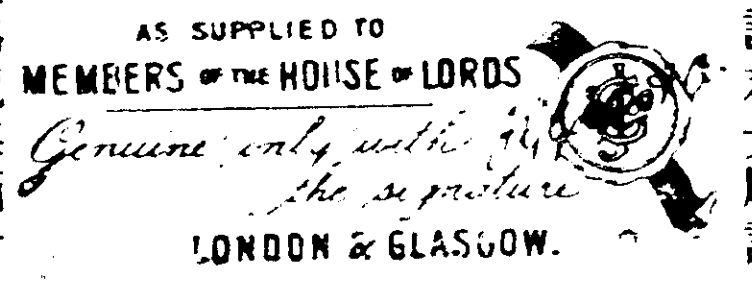 AS SUPPLIED TO
MEMBERS OF THE HOUSE OF LORDS
Genuine only with
the signature
LONDON & GLASGOW.